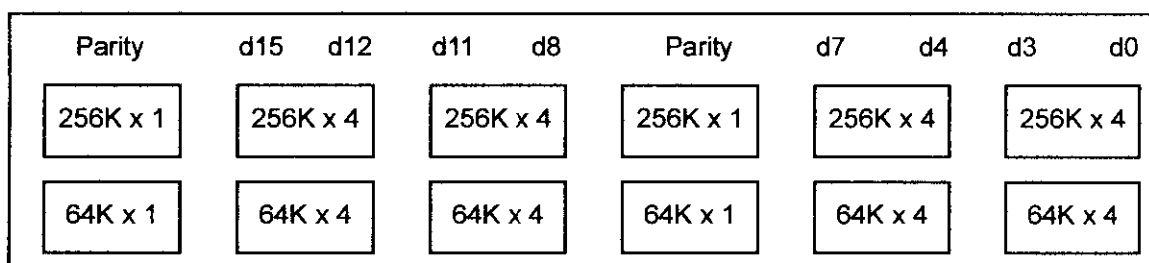 Parity d15 d12 d11 d8 Parity d7 d4 d3 d0
256K x 1 256K x 4 256K x 4 256K x 1 256K x 4 256K x 4
64K x 1 64K x 4 64K x 4 64K x 1 64K x 4 64K x 4